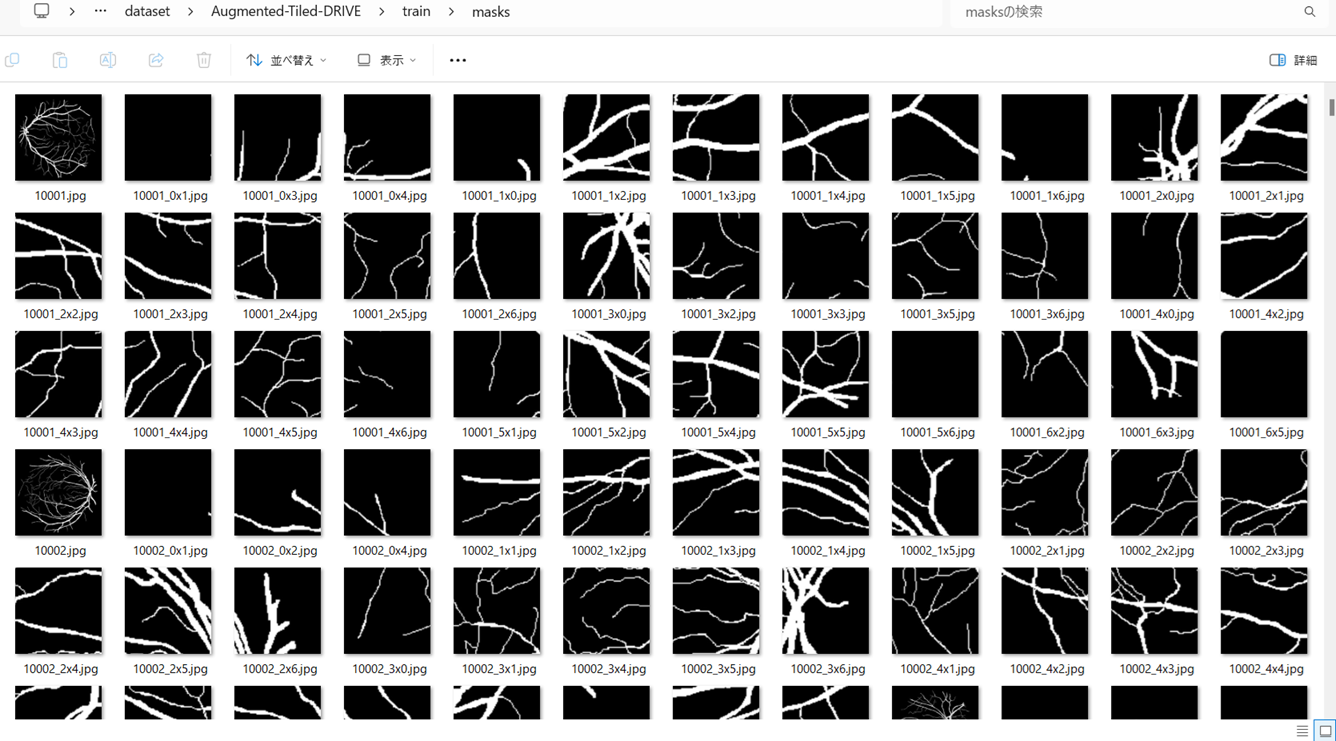 … dataset > Augmented-Tiled-DRIVE > train > masks
masksの検索
並べ替え 表示 … 詳細
10001.jpg 10001_0x1.jpg 10001_0x3.jpg 10001_0x4.jpg 10001_1x0.jpg 10001_1x2.jpg 10001_1x3.jpg 10001_1x4.jpg 10001_1x5.jpg 10001_1x6.jpg 10001_2x0.jpg 10001_2x1.jpg
10001_2x2.jpg 10001_2x3.jpg 10001_2x4.jpg 10001_2x5.jpg 10001_2x6.jpg 10001_3x0.jpg 10001_3x2.jpg 10001_3x3.jpg 10001_3x5.jpg 10001_3x6.jpg 10001_4x0.jpg 10001_4x2.jpg
10001_4x3.jpg 10001_4x4.jpg 10001_4x5.jpg 10001_4x6.jpg 10001_5x1.jpg 10001_5x2.jpg 10001_5x4.jpg 10001_5x5.jpg 10001_5x6.jpg 10001_6x2.jpg 10001_6x3.jpg 10001_6x5.jpg
10002.jpg 10002_0x1.jpg 10002_0x2.jpg 10002_0x4.jpg 10002_1x1.jpg 10002_1x2.jpg 10002_1x3.jpg 10002_1x4.jpg 10002_1x5.jpg 10002_2x1.jpg 10002_2x2.jpg 10002_2x3.jpg
10002_2x4.jpg 10002_2x5.jpg 10002_2x6.jpg 10002_3x0.jpg 10002_3x1.jpg 10002_3x4.jpg 10002_3x5.jpg 10002_3x6.jpg 10002_4x1.jpg 10002_4x2.jpg 10002_4x3.jpg 10002_4x4.jpg